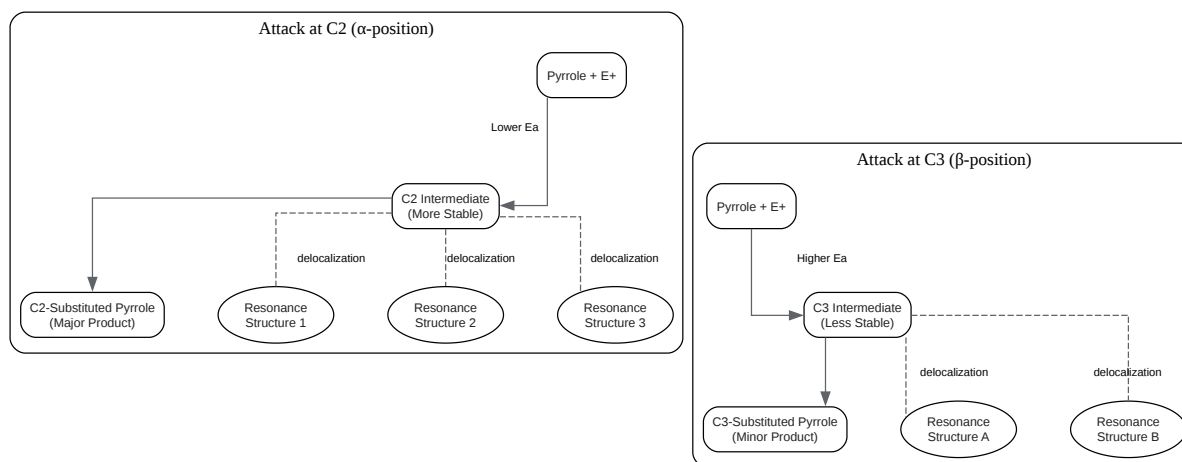 Attack at C2 (α-position)
Pyrrole + E+
Lower Ea
C2 Intermediate
(More Stable)
delocalization
delocalization
delocalization
C2-Substituted Pyrrole
(Major Product)
Resonance
Structure 1
Resonance
Structure 2
Resonance
Structure 3
Attack at C3 (β-position)
Pyrrole + E+
Higher Ea
C3 Intermediate
(Less Stable)
delocalization
delocalization
C3-Substituted Pyrrole
(Minor Product)
Resonance
Structure A
Resonance
Structure B